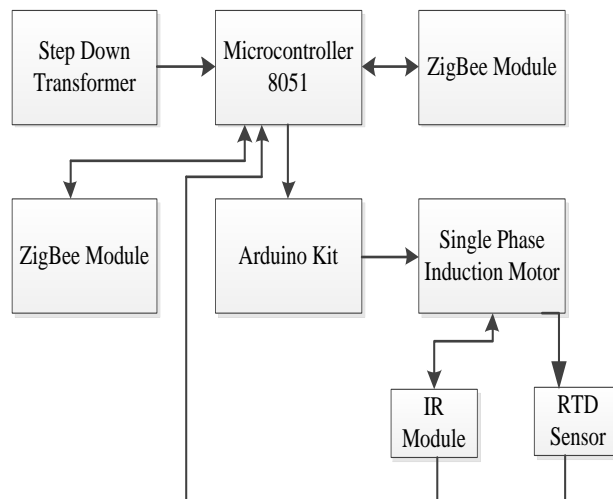 Step Down
Transformer
Microcontroller
8051
ZigBee Module
ZigBee Module
Arduino Kit
Single Phase
Induction Motor
IR
Module
RTD
Sensor